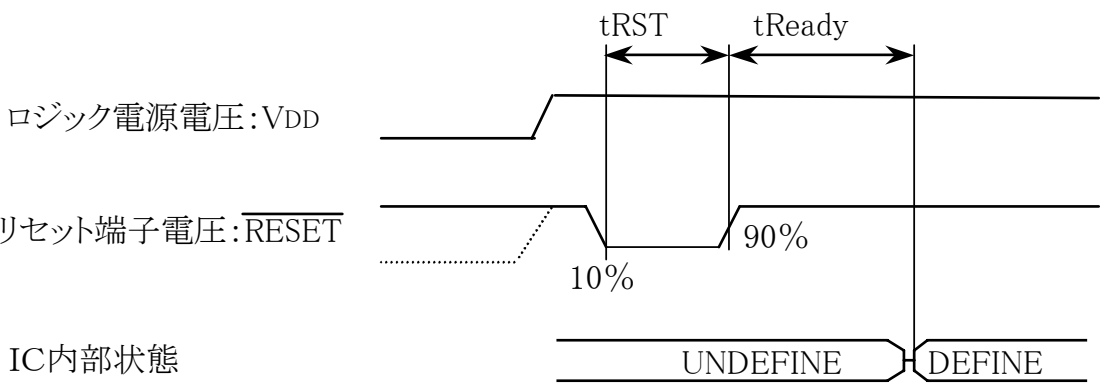 tRST
tReady
ロジック電源電圧:VDD
リセット端子電圧:RESET
90%
10%
IC内部状態
UNDEFINE
DEFINE